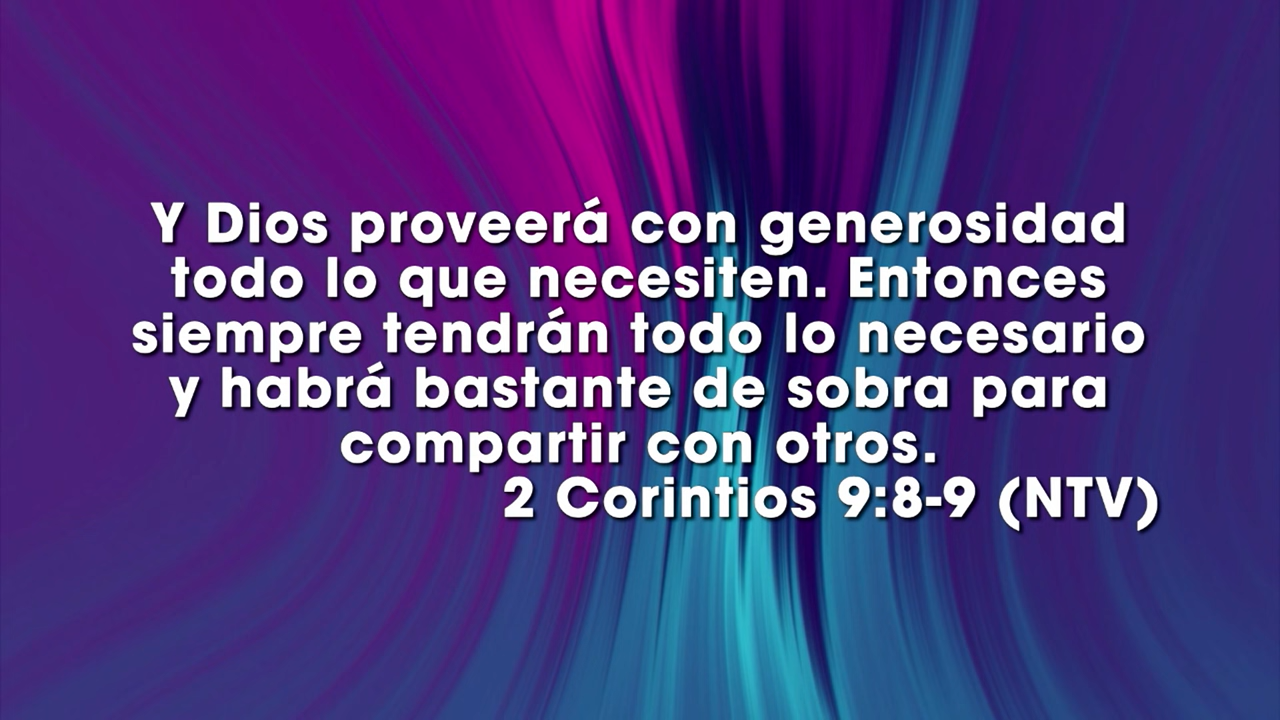 Y Dios proveerá con generosidad
todo lo que necesiten. Entonces
siempre tendrán todo lo necesario
y habrá bastante de sobra para
compartir con otros.
2 Corintios 9:8-9 (NTV)